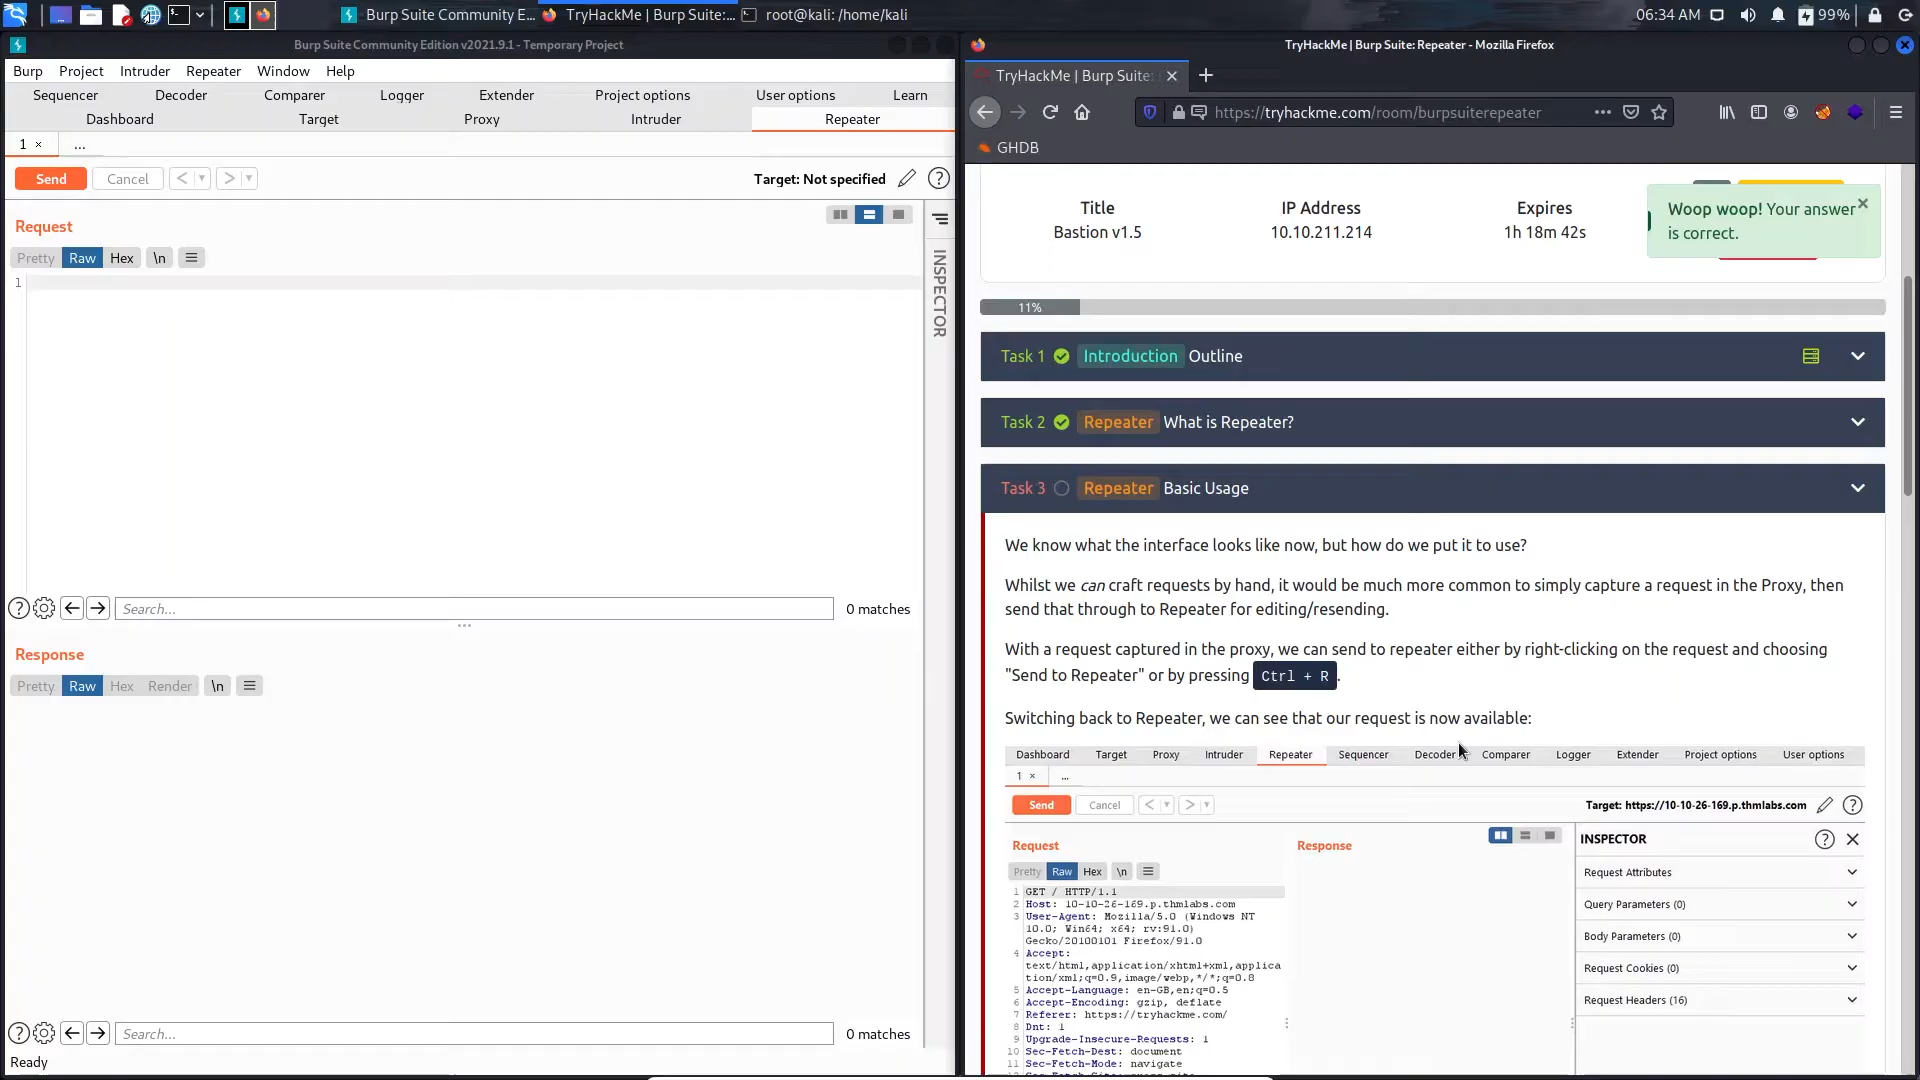 Burp Suite Community E...
TryHackMe | Burp Suite:...
root@kali: /home/kali
06:34 AM
99%
Burp Suite Community Edition v2021.9.1 - Temporary Project
Burp Project Intruder Repeater Window Help
Sequencer Decoder Comparer Logger Extender Project options User options Learn
Dashboard Target Proxy Intruder Repeater
1 × ...
Send Cancel < > Target: Not specified
Request
Pretty Raw Hex \n
1
INSPECTOR
Search... 0 matches
Response
Pretty Raw Hex Render \n
Search... 0 matches
Ready
TryHackMe | Burp Suite: Repeater - Mozilla Firefox
TryHackMe | Burp Suite:
https://tryhackme.com/room/burpsuiterepeater
GHDB
Title IP Address Expires
Bastion v1.5 10.10.211.214 1h 18m 42s
Woop woop! Your answer
is correct.
11%
Task 1 Introduction Outline
Task 2 Repeater What is Repeater?
Task 3 Repeater Basic Usage
We know what the interface looks like now, but how do we put it to use?
Whilst we can craft requests by hand, it would be much more common to simply capture a request in the Proxy, then
send that through to Repeater for editing/resending.
With a request captured in the proxy, we can send to repeater either by right-clicking on the request and choosing
"Send to Repeater" or by pressing Ctrl + R.
Switching back to Repeater, we can see that our request is now available:
Dashboard Target Proxy Intruder Repeater Sequencer Decoder Comparer Logger Extender Project options User options
1 × ...
Send Cancel < > Target: https://10-10-26-169.p.thmlabs.com
Request
Pretty Raw Hex \n
1 GET / HTTP/1.1
2 Host: 10-10-26-169.p.thmlabs.com
3 User-Agent: Mozilla/5.0 (Windows NT
10.0; Win64; x64; rv:91.0)
Gecko/20100101 Firefox/91.0
4 Accept:
text/html,application/xhtml+xml,applica
tion/xml;q=0.9,image/webp,*/*;q=0.8
5 Accept-Language: en-GB,en;q=0.5
6 Accept-Encoding: gzip, deflate
7 Referer: https://tryhackme.com/
8 Dnt: 1
9 Upgrade-Insecure-Requests: 1
10 Sec-Fetch-Dest: document
11 Sec-Fetch-Mode: navigate
Response
INSPECTOR
Request Attributes
Query Parameters (0)
Body Parameters (0)
Request Cookies (0)
Request Headers (16)